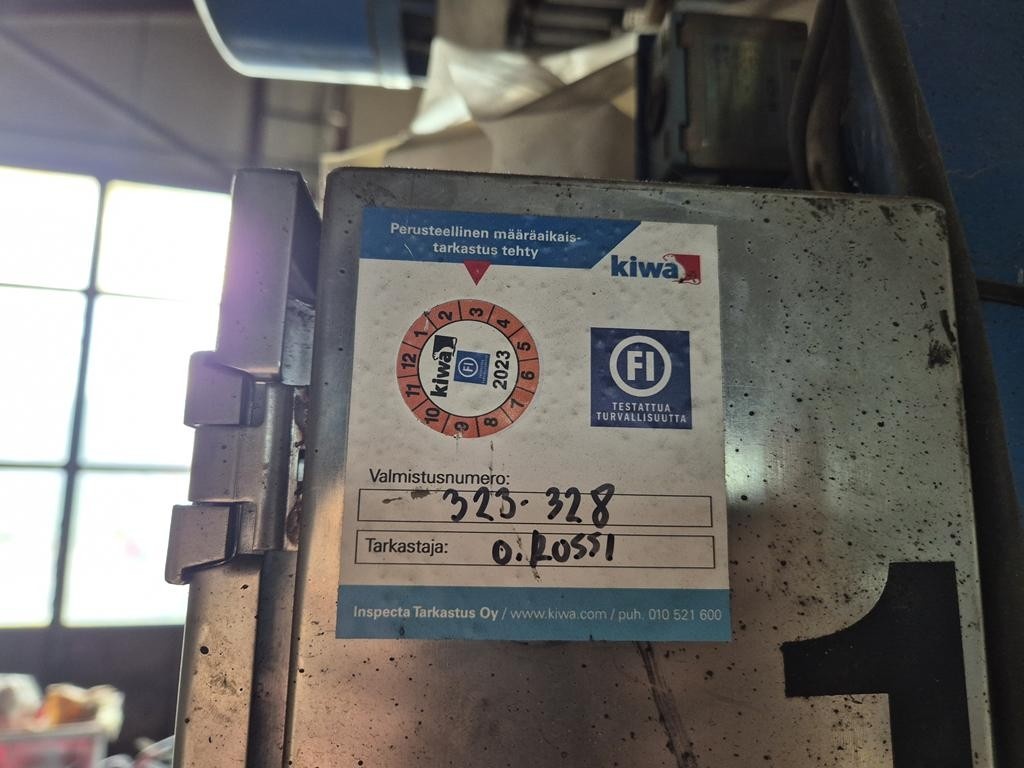 Perusteellinen määräaikais-
tarkastus tehty
kiwa
1 2 3 4 5 6 7 8 9 10 11 12
kiwa
FI
2023
FI
TESTATTUA
TURVALLISUUTTA
Valmistusnumero:
323-328
Tarkastaja:
O. ROSSI
Inspecta Tarkastus Oy / www.kiwa.com / puh. 010 521 600
1